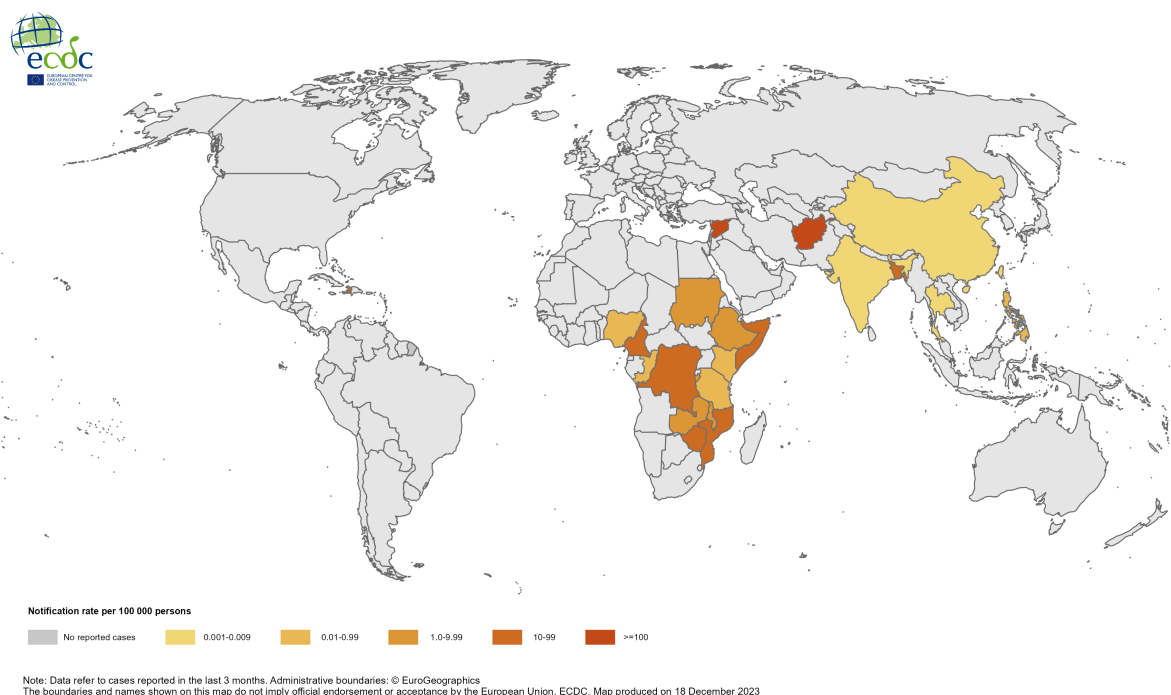 ecdc
EUROPEAN CENTRE FOR
DISEASE PREVENTION
AND CONTROL
Notification rate per 100 000 persons
No reported cases
0.001-0.009
0.01-0.99
1.0-9.99
10-99
>=100
Note: Data refer to cases reported in the last 3 months. Administrative boundaries: © EuroGeographics
The boundaries and names shown on this map do not imply official endorsement or acceptance by the European Union. ECDC. Map produced on 18 December 2023